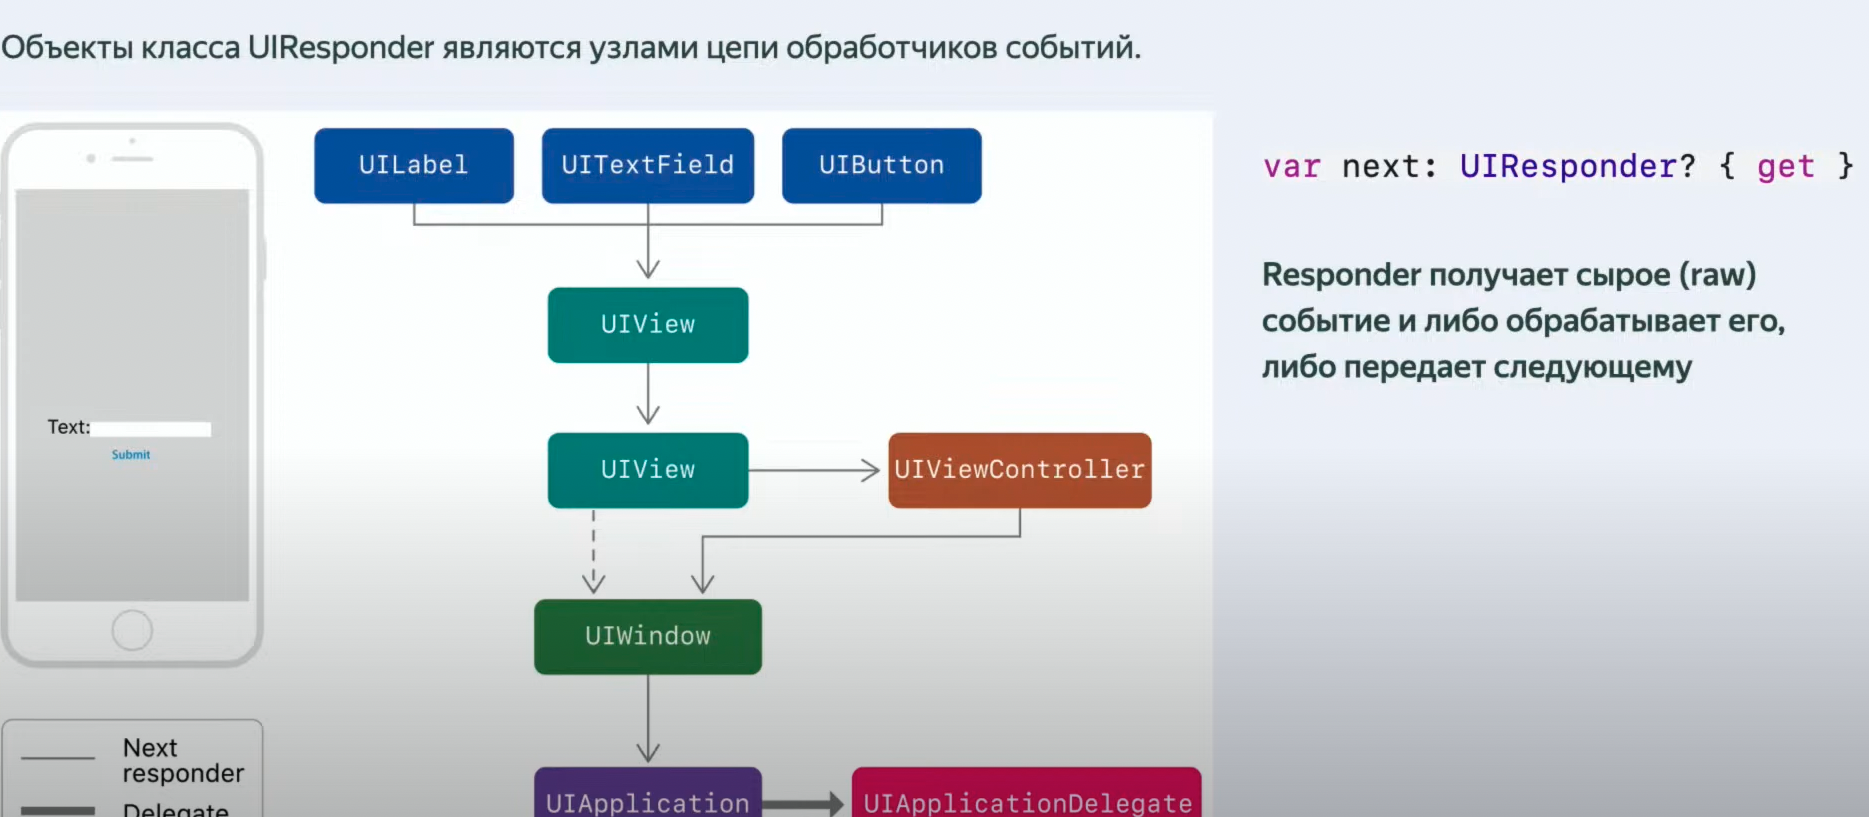 Объекты класса UIResponder являются узлами цепи обработчиков событий.
UILabel
UITextField
UIButton
UIView
UIView
UIViewController
UIWindow
UIApplication
UIApplicationDelegate
Text:
Submit
Next
responder
Delegate
var next: UIResponder? { get }
Responder получает сырое (raw)
событие и либо обрабатывает его,
либо передает следующему